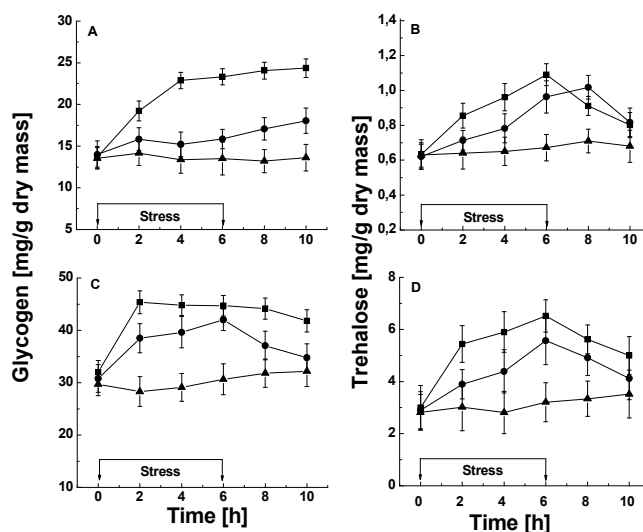 A
35
30
25
20
15
10
5
0 2 4 6 8 10
Stress
B
1,4
1,2
1,0
0,8
0,6
0,4
0,2
0 2 4 6 8 10
Stress
Glycogen [mg/g dry mass]
Trehalose [mg/g dry mass]
C
50
40
30
20
10
0 2 4 6 8 10
Stress
Time [h]
D
8
6
4
2
0
0 2 4 6 8 10
Stress
Time [h]